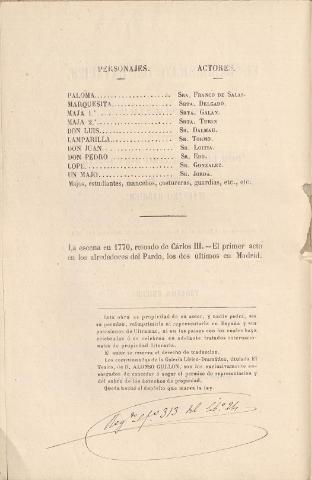 PERSONAJES. ACTORES.
PALOMA Sra. Franco de Salas.
MARQUESITA Srta. Delgado.
MAJA 1.ª Srta. Galan.
MAJA 2.ª Srta. Turin
DON LUIS Sr. Dalmau.
LAMPARILLA Sr. Tormo.
DON JUAN Sr. Loitia.
DON PEDRO Sr. Edo.
LOPE Sr. Gonzalez.
UN MAJO Sr. Jorda.
Majos, estudiantes, mancebos, costureras, guardias, etc., etc.
La escena en 1770, reinado de Cárlos III.—El primer acto
en los alrededores del Pardo, los dos últimos en Madrid.
Esta obra es propiedad de su autor, y nadie podrá, sin
su permiso, reimprimirla ni representarla en España y sus
posesiones de Ultramar, ni en los paises con los cuales haya
celebrados ó se celebren en adelante tratados internacio-
nales de propiedad literaria.
El autor se reserva el derecho de traduccion.
Los comisionados de la Galería Lírico-Dramática, titulada El
Teatro, de D. ALONSO GULLON, son los exclusivamente en-
cargados de conceder ó negar el permiso de representacion y
del cobro de los derechos de propiedad.
Queda hecho el depósito que marca la ley.
313 del